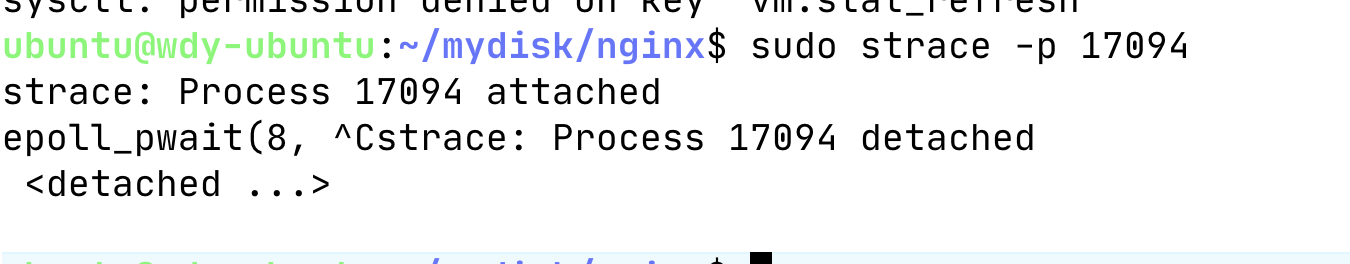 sysctl: permission denied on key "vm.stat_refresh"
ubuntu@wdy-ubuntu:~/mydisk/nginx$ sudo strace -p 17094
strace: Process 17094 attached
epoll_pwait(8, ^Cstrace: Process 17094 detached
 <detached ...>